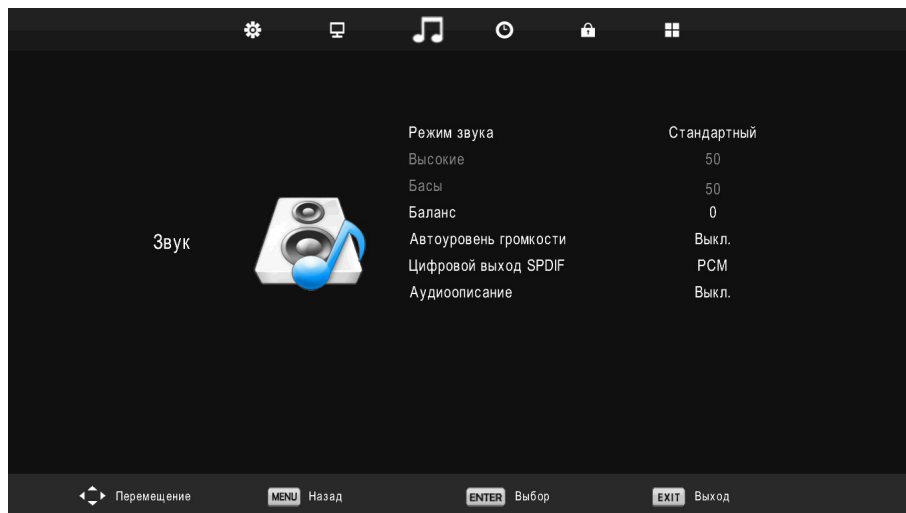 Режим звука Стандартный
Высокие 50
Басы 50
Баланс 0
Звук
Автоуровень громкости Выкл.
Цифровой выход SPDIF PCM
Аудиоописание Выкл.
Перемещение MENU Назад ENTER Выбор EXIT Выход